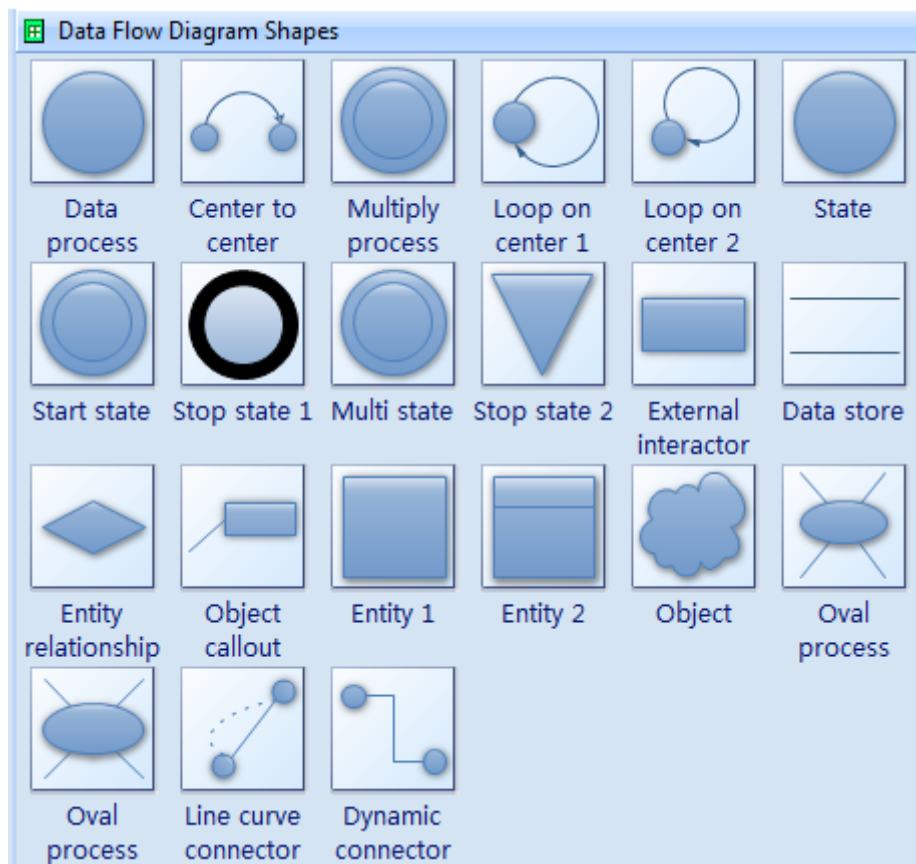 Data Flow Diagram Shapes
Data Center to Multiply Loop on Loop on State
process center process center 1 center 2
Start state Stop state 1 Multi state Stop state 2 External Data store
interactor
Entity Object Entity 1 Entity 2 Object Oval
relationship callout process
Oval Line curve Dynamic
process connector connector